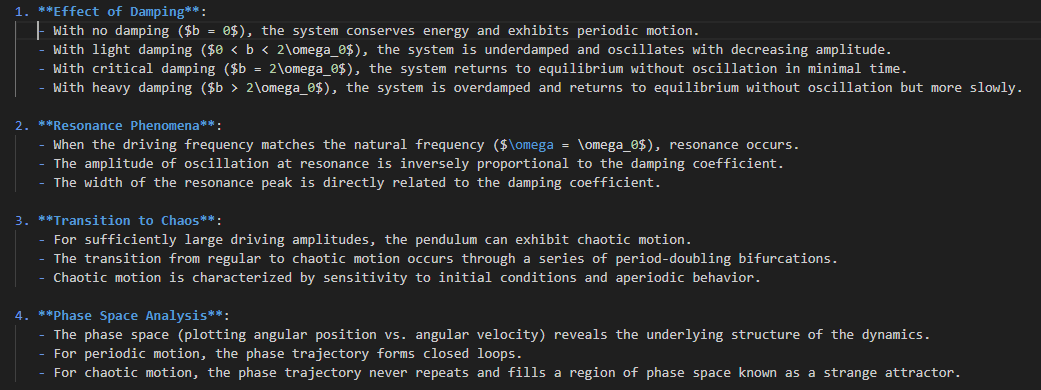 1. **Effect of Damping**:
- With no damping ($b = 0$), the system conserves energy and exhibits periodic motion.
- With light damping ($0 < b < 2\omega_0$), the system is underdamped and oscillates with decreasing amplitude.
- With critical damping ($b = 2\omega_0$), the system returns to equilibrium without oscillation in minimal time.
- With heavy damping ($b > 2\omega_0$), the system is overdamped and returns to equilibrium without oscillation but more slowly.
2. **Resonance Phenomena**:
- When the driving frequency matches the natural frequency ($\omega = \omega_0$), resonance occurs.
- The amplitude of oscillation at resonance is inversely proportional to the damping coefficient.
- The width of the resonance peak is directly related to the damping coefficient.
3. **Transition to Chaos**:
- For sufficiently large driving amplitudes, the pendulum can exhibit chaotic motion.
- The transition from regular to chaotic motion occurs through a series of period-doubling bifurcations.
- Chaotic motion is characterized by sensitivity to initial conditions and aperiodic behavior.
4. **Phase Space Analysis**:
- The phase space (plotting angular position vs. angular velocity) reveals the underlying structure of the dynamics.
- For periodic motion, the phase trajectory forms closed loops.
- For chaotic motion, the phase trajectory never repeats and fills a region of phase space known as a strange attractor.